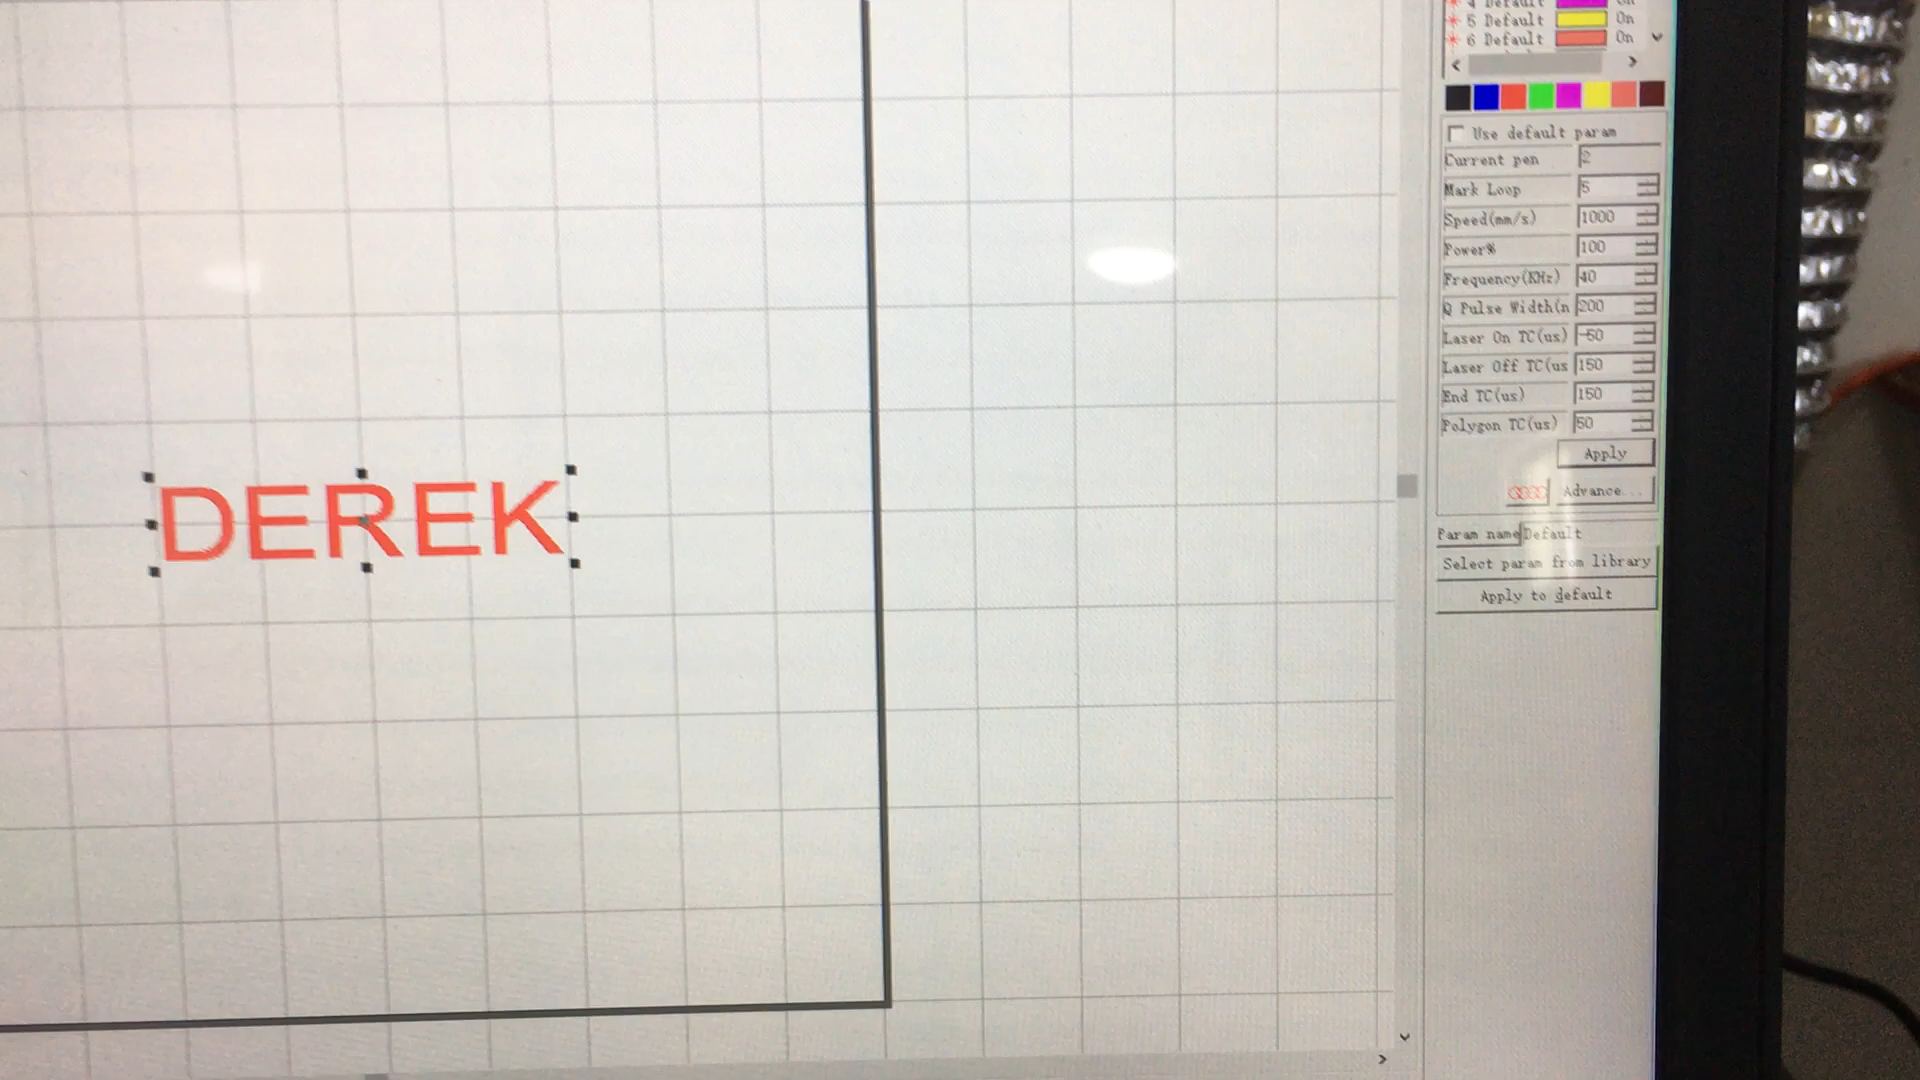 4 Default On
5 Default On
6 Default On
Use default param
Current pen 2
Mark Loop 5
Speed(mm/s) 1000
Power% 100
Frequency(KHz) 40
Q Pulse Width(n 200
Laser On TC(us) -50
Laser Off TC(us 150
End TC(us) 150
Polygon TC(us) 50
Apply
Advance...
Param name Default
Select param from library
Apply to default
DEREK